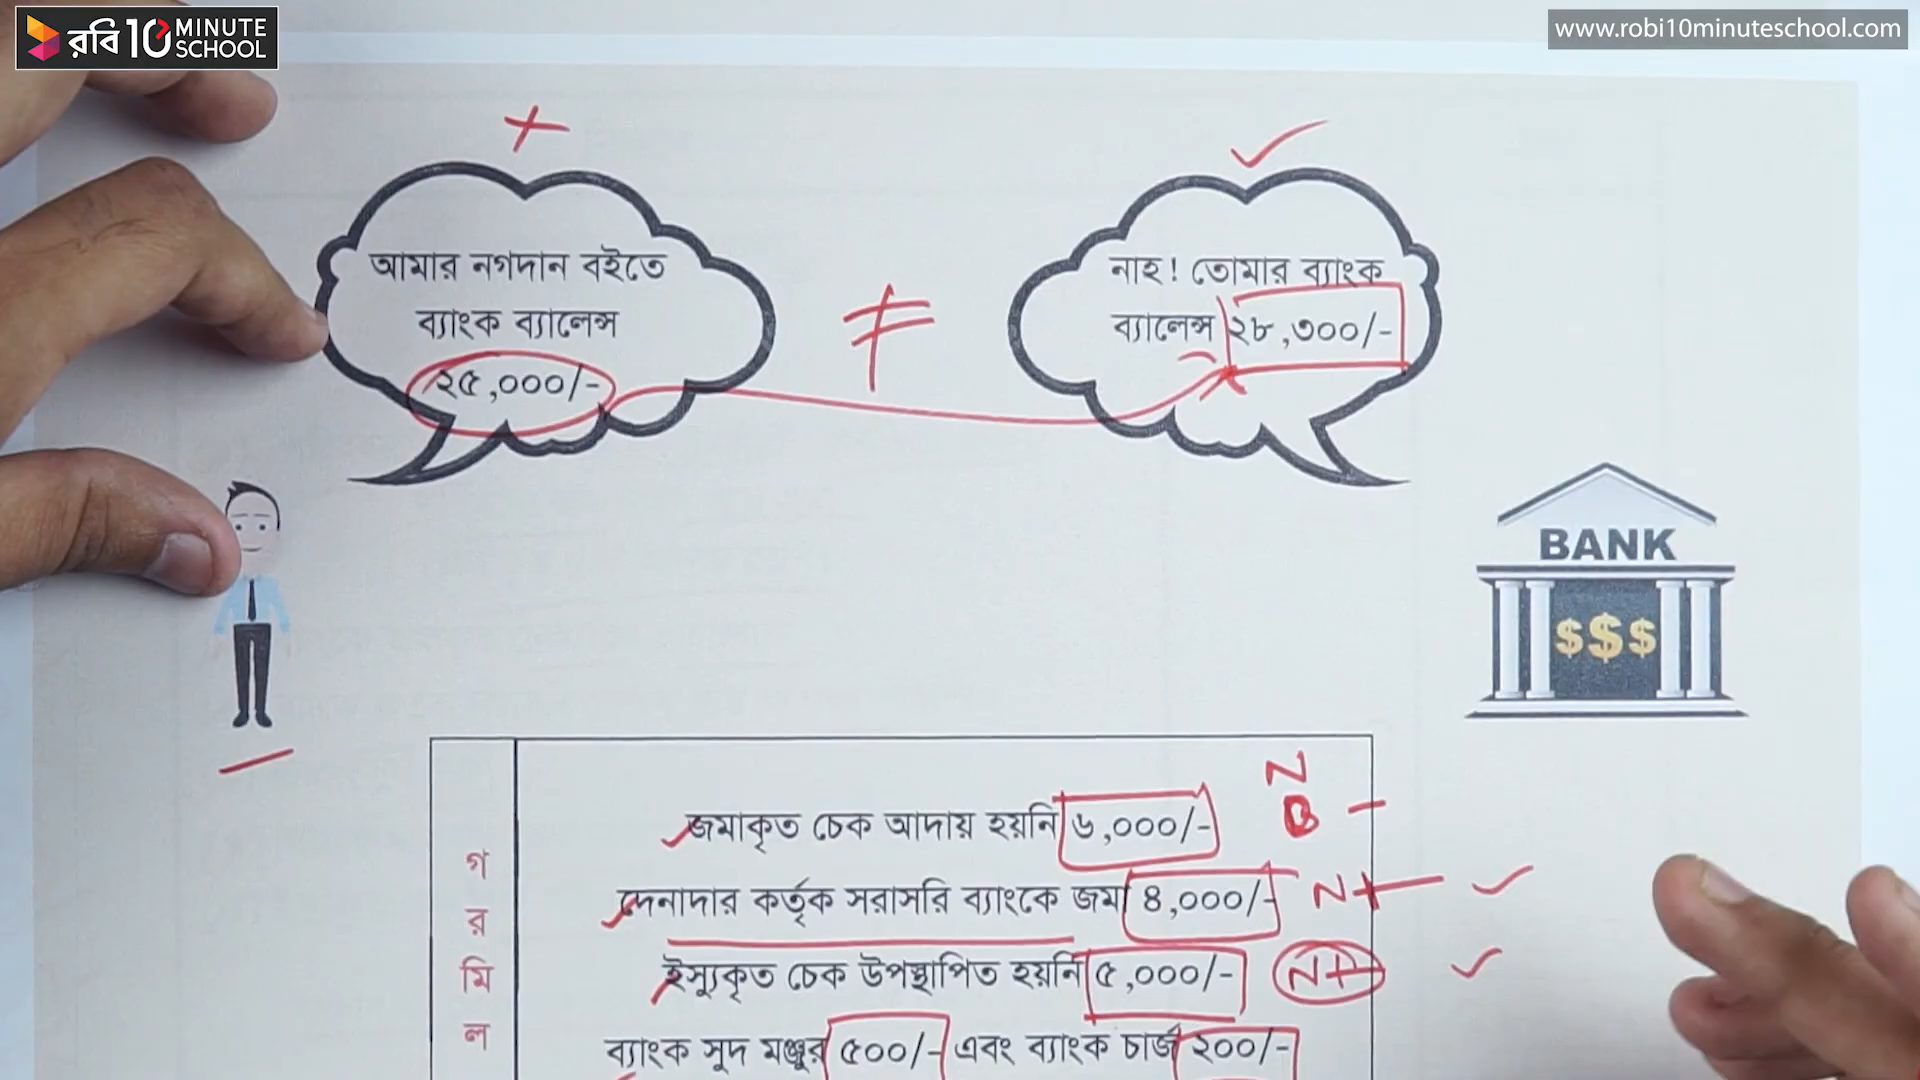 রবি 10 MINUTE SCHOOL
www.robi10minuteschool.com
আমার নগদান বইতে
ব্যাংক ব্যালেন্স
২৫,০০০/-
≠
নাহ! তোমার ব্যাংক
ব্যালেন্স ২৮,৩০০/-
BANK
$$$
গরমিল
জমাকৃত চেক আদায় হয়নি ৬,০০০/- N B -
দেনাদার কর্তৃক সরাসরি ব্যাংকে জমা ৪,০০০/- N+
ইস্যুকৃত চেক উপস্থাপিত হয়নি ৫,০০০/- N+
ব্যাংক সুদ মঞ্জুর ৫০০/- এবং ব্যাংক চার্জ ২০০/-